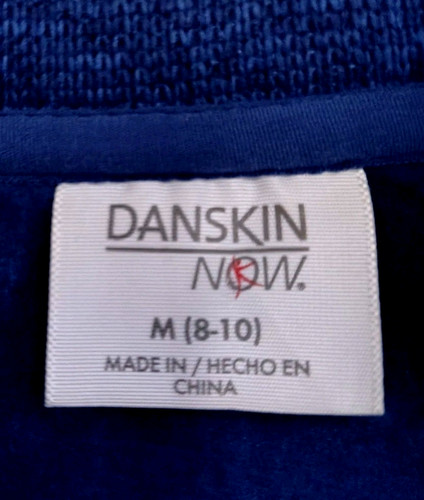 DANSKIN
NOW®
M (8-10)
MADE IN / HECHO EN
CHINA